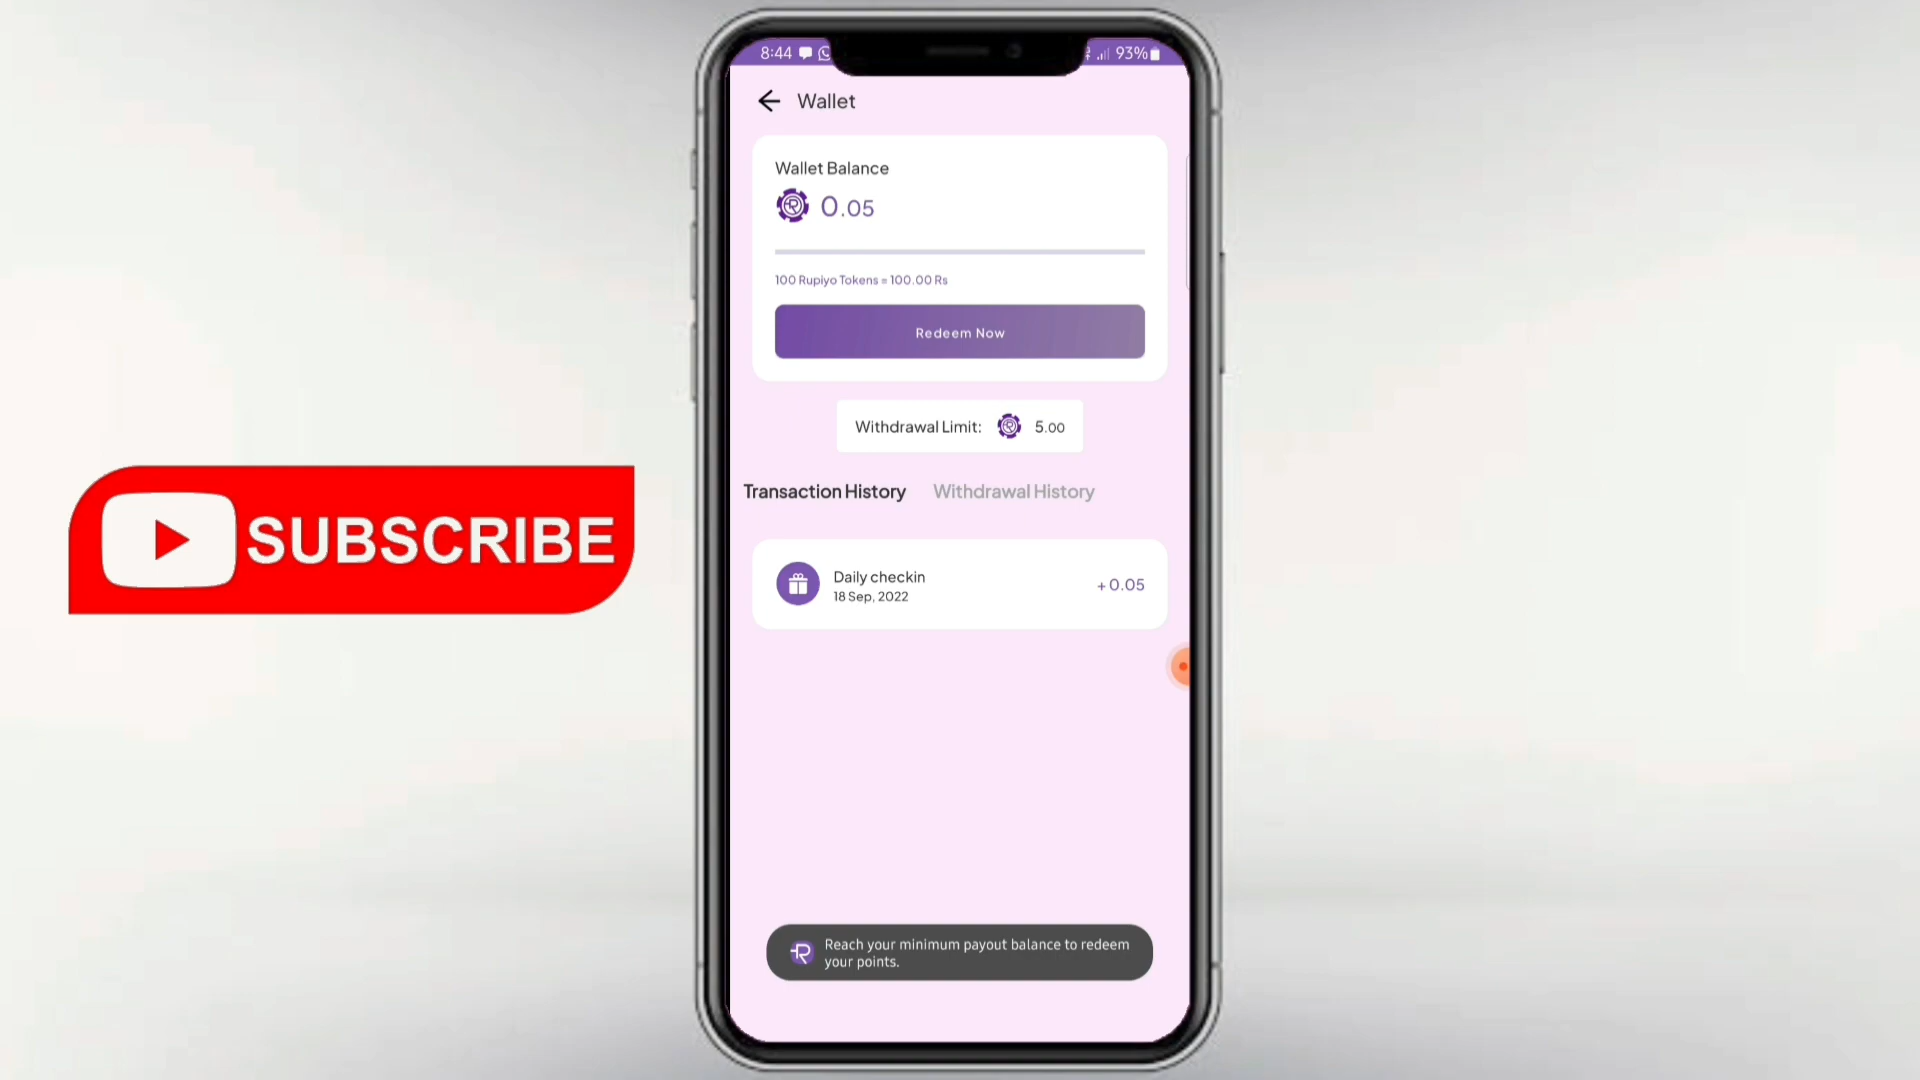 8:44
93%
Wallet
Wallet Balance
0.05
100 Rupiyo Tokens = 100.00 Rs
Redeem Now
Withdrawal Limit: 5.00
Transaction History Withdrawal History
Daily checkin
18 Sep, 2022
+0.05
SUBSCRIBE
Reach your minimum payout balance to redeem
your points.